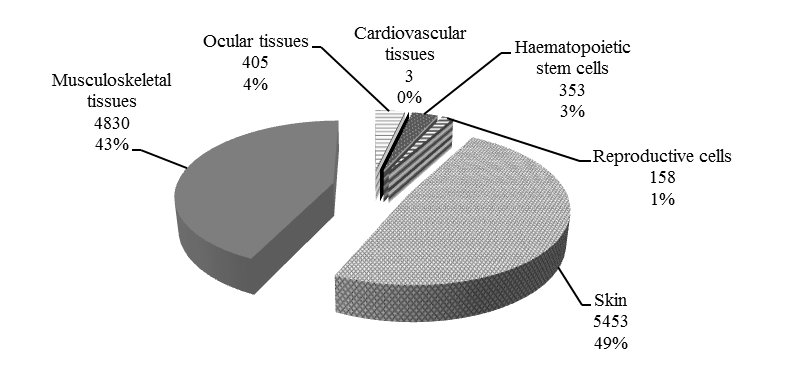 Ocular tissues
405
4%
Cardiovascular
tissues
3
0%
Haematopoietic
stem cells
353
3%
Musculoskeletal
tissues
4830
43%
Reproductive cells
158
1%
Skin
5453
49%